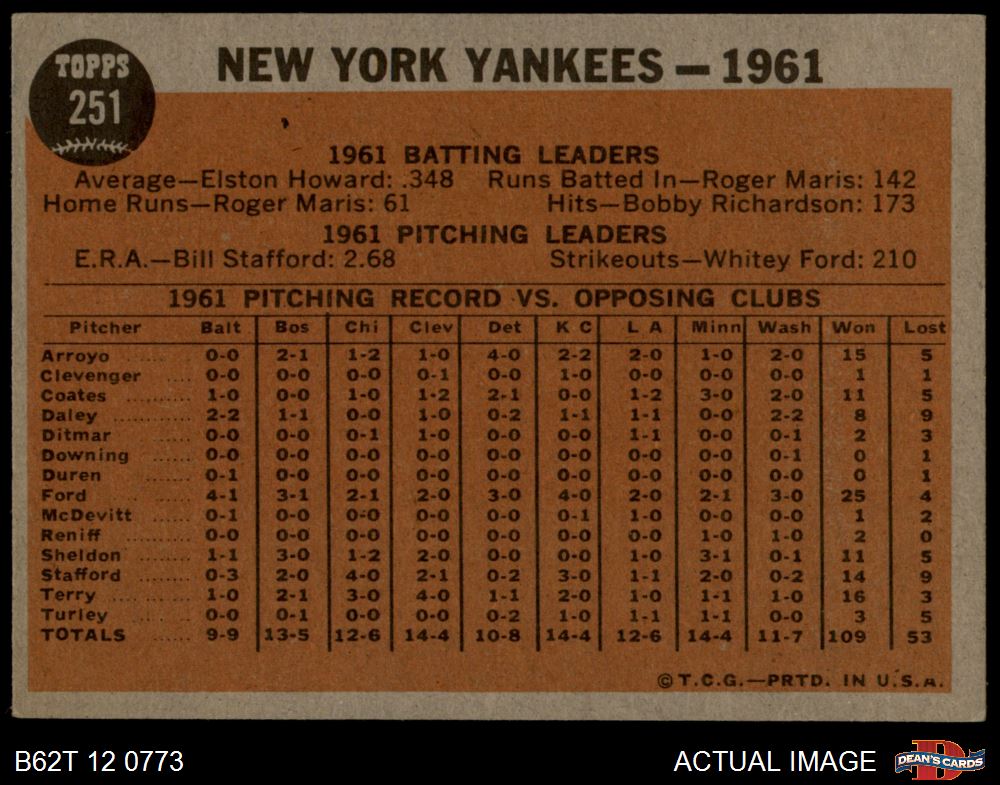 TOPPS
251
NEW YORK YANKEES — 1961
1961 BATTING LEADERS
Average—Elston Howard: .348 Runs Batted In—Roger Maris: 142
Home Runs—Roger Maris: 61 Hits—Bobby Richardson: 173
1961 PITCHING LEADERS
E.R.A.—Bill Stafford: 2.68 Strikeouts—Whitey Ford: 210
1961 PITCHING RECORD VS. OPPOSING CLUBS
Pitcher Balt Bos Chi Clev Det K C L A Minn Wash Won Lost
Arroyo ...... 0-0 2-1 1-2 1-0 4-0 2-2 2-0 1-0 2-0 15 5
Clevenger .... 0-0 0-0 0-0 0-1 0-0 1-0 0-0 0-0 0-0 1 1
Coates ........ 1-0 0-0 1-0 1-2 2-1 0-0 1-2 3-0 2-0 11 5
Daley ......... 2-2 1-1 0-0 1-0 0-2 1-1 1-1 0-0 2-2 8 9
Ditmar ...... 0-0 0-0 0-1 1-0 0-0 0-0 1-1 0-0 0-1 2 3
Downing ...... 0-0 0-0 0-0 0-0 0-0 0-0 0-0 0-0 0-1 0 1
Duren ....... 0-1 0-0 0-0 0-0 0-0 0-0 0-0 0-0 0-0 0 1
Ford ......... 4-1 3-1 2-1 2-0 3-0 4-0 2-0 2-1 3-0 25 4
McDevitt ..... 0-1 0-0 0-0 0-0 0-0 0-1 1-0 0-0 0-0 1 2
Reniff ...... 0-0 0-0 0-0 0-0 0-0 0-0 0-0 1-0 1-0 2 0
Sheldon ....... 1-1 3-0 1-2 2-0 0-0 0-0 1-0 3-1 0-1 11 5
Stafford ....... 0-3 2-0 4-0 2-1 0-2 3-0 1-1 2-0 0-2 14 9
Terry ......... 1-0 2-1 3-0 4-0 1-1 2-0 1-0 1-1 1-0 16 3
Turley ........ 0-0 0-1 0-0 0-0 0-2 1-0 1-1 1-1 0-0 3 5
TOTALS ..... 9-9 13-5 12-6 14-4 10-8 14-4 12-6 14-4 11-7 109 53
© T.C.G.—PRTD. IN U.S.A.
B62T 12 0773 ACTUAL IMAGE
DEAN'S CARDS